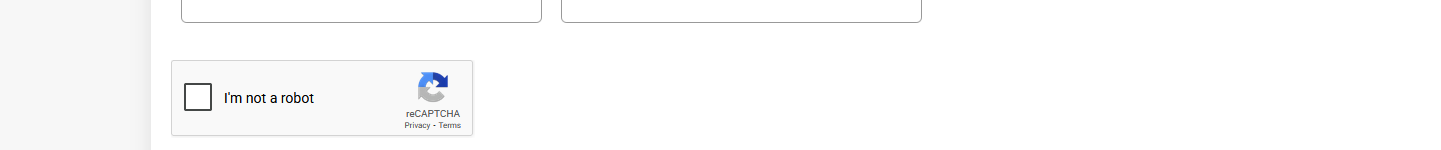 I'm not a robot
reCAPTCHA
Privacy - Terms